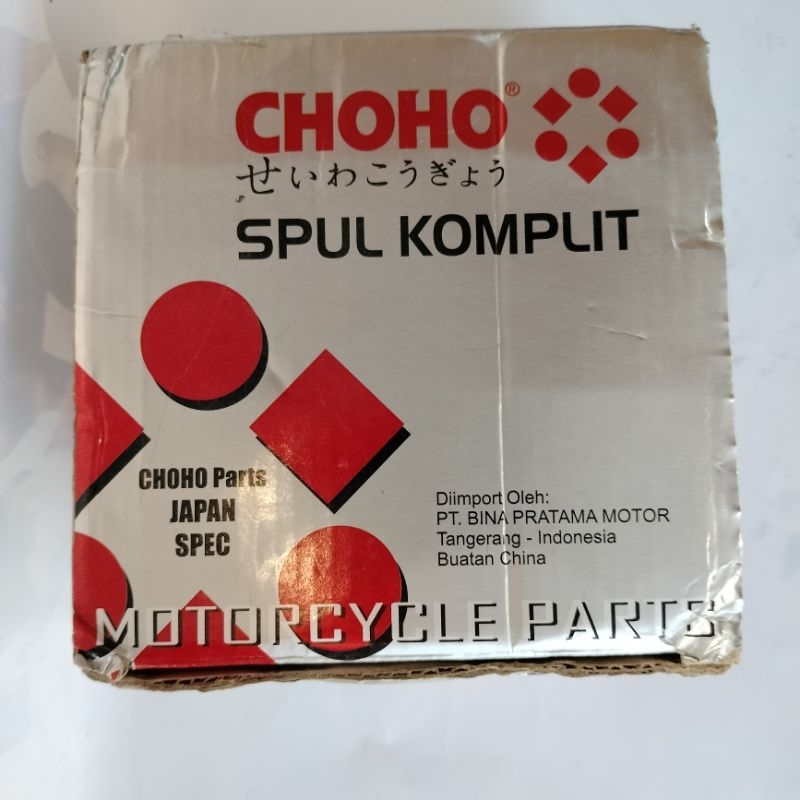 CHOHO®
せいわこうぎょう
SPUL KOMPLIT
CHOHO Parts
JAPAN
SPEC
Diimport Oleh:
PT. BINA PRATAMA MOTOR
Tangerang - Indonesia
Buatan China
MOTORCYCLE PARTS